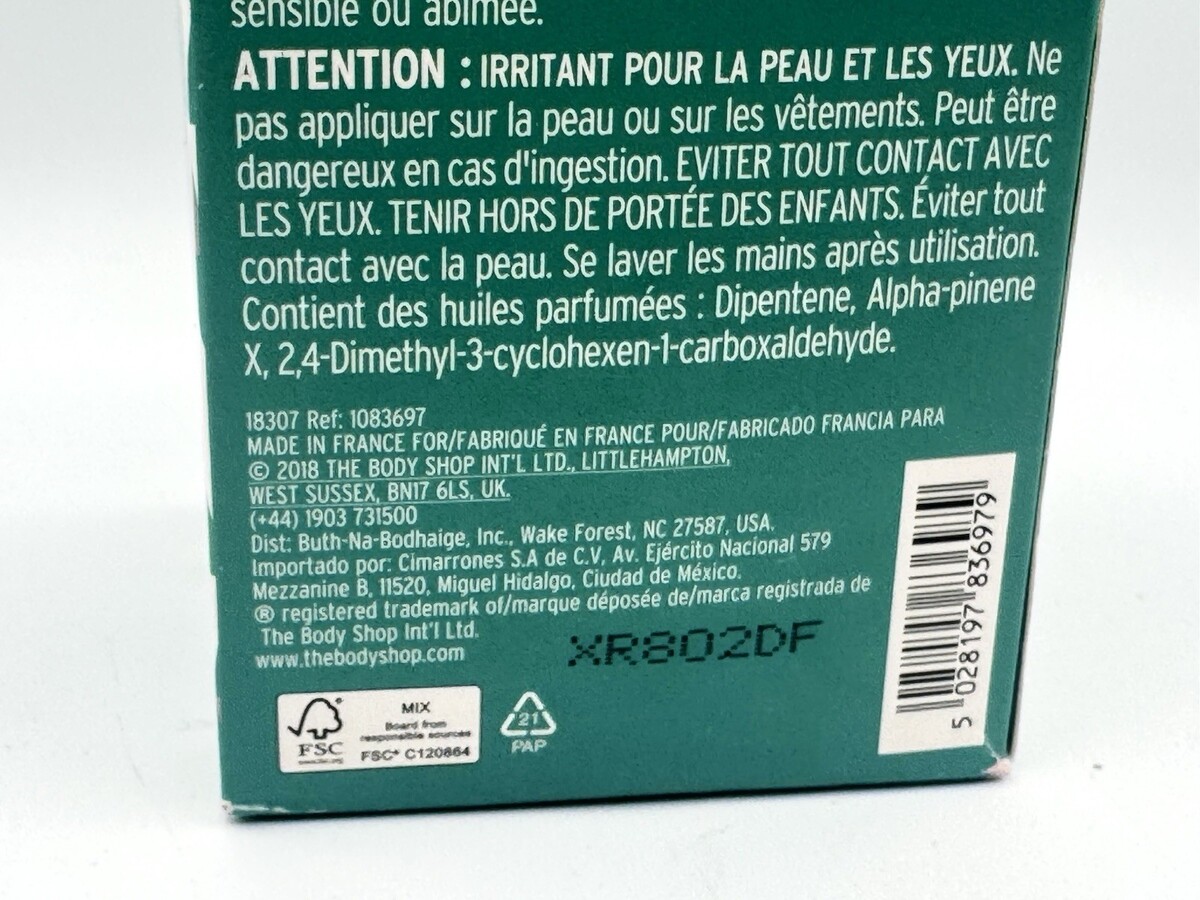 sensible ou abîmée.
ATTENTION : IRRITANT POUR LA PEAU ET LES YEUX. Ne
pas appliquer sur la peau ou sur les vêtements. Peut être
dangereux en cas d'ingestion. EVITER TOUT CONTACT AVEC
LES YEUX. TENIR HORS DE PORTÉE DES ENFANTS. Éviter tout
contact avec la peau. Se laver les mains après utilisation.
Contient des huiles parfumées : Dipentene, Alpha-pinene
X, 2,4-Dimethyl-3-cyclohexen-1-carboxaldehyde.
18307 Ref: 1083697
MADE IN FRANCE FOR/FABRIQUÉ EN FRANCE POUR/FABRICADO FRANCIA PARA
© 2018 THE BODY SHOP INT'L LTD., LITTLEHAMPTON,
WEST SUSSEX, BN17 6LS, UK.
(+44) 1903 731500
Dist: Buth-Na-Bodhaige, Inc., Wake Forest, NC 27587, USA.
Importado por: Cimarrones S.A de C.V, Av. Ejército Nacional 579
Mezzanine B, 11520, Miguel Hidalgo, Ciudad de México.
® registered trademark of/marque déposée de/marca registrada de
The Body Shop Int'l Ltd.
www.thebodyshop.com
XR802DF
5 028197 836979
FSC
MIX
Board from
responsible sources
FSC® C120864
21
PAP